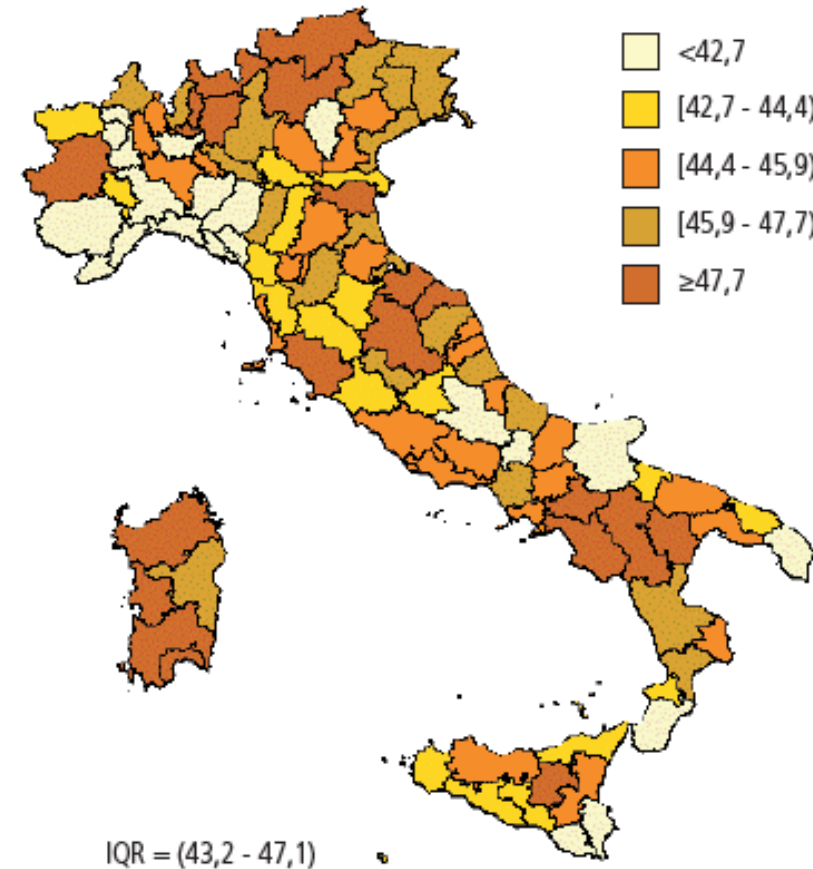 <42,7
[42,7 - 44,4)
[44,4 - 45,9)
[45,9 - 47,7)
≥47,7
IQR = (43,2 - 47,1)